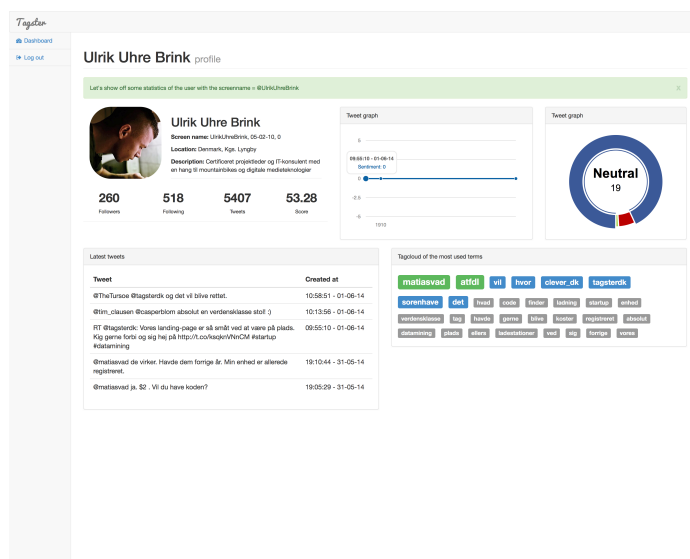 Tagster
Dashboard
Log out
Ulrik Uhre Brink profile
Let's show off some statistics of the user with the screenname = @UlrikUhreBrink
x
Ulrik Uhre Brink
Screen name: UlrikUhreBrink, 05-02-10, 0
Location: Denmark, Kgs. Lyngby
Description: Certificeret projektleder og IT-konsulent med
en hang til mountainbikes og digitale medieteknologier
260 518 5407 53.28
Followers Following Tweets Score
Tweet graph
5
09:55:10 - 01-06-14
Sentiment: 0
0
-2.5
-5
1910
Tweet graph
Neutral
19
Latest tweets
Tweet Created at
@TheTursoe @tagsterdk og det vil blive rettet. 10:58:51 - 01-06-14
@tim_clausen @casperblom absolut en verdensklasse stol! :) 10:13:56 - 01-06-14
RT @tagsterdk: Vores landing-page er så småt ved at være på plads. 09:55:10 - 01-06-14
Kig gerne forbi og sig hej på http://t.co/ksqknVNnCM #startup
#datamining
@matiasvad de virker. Havde dem forrige år. Min enhed er allerede 19:10:44 - 31-05-14
registreret.
@matiasvad ja. $2 . Vil du have koden? 19:05:29 - 31-05-14
Tagcloud of the most used terms
matiasvad atfdl vil hvor clever_dk tagsterdk
sorenhave det hvad code finder ladning startup enhed
verdensklasse tag havde gerne blive koster registreret absolut
datamining plads ellers ladestationer ved sig forrige vores